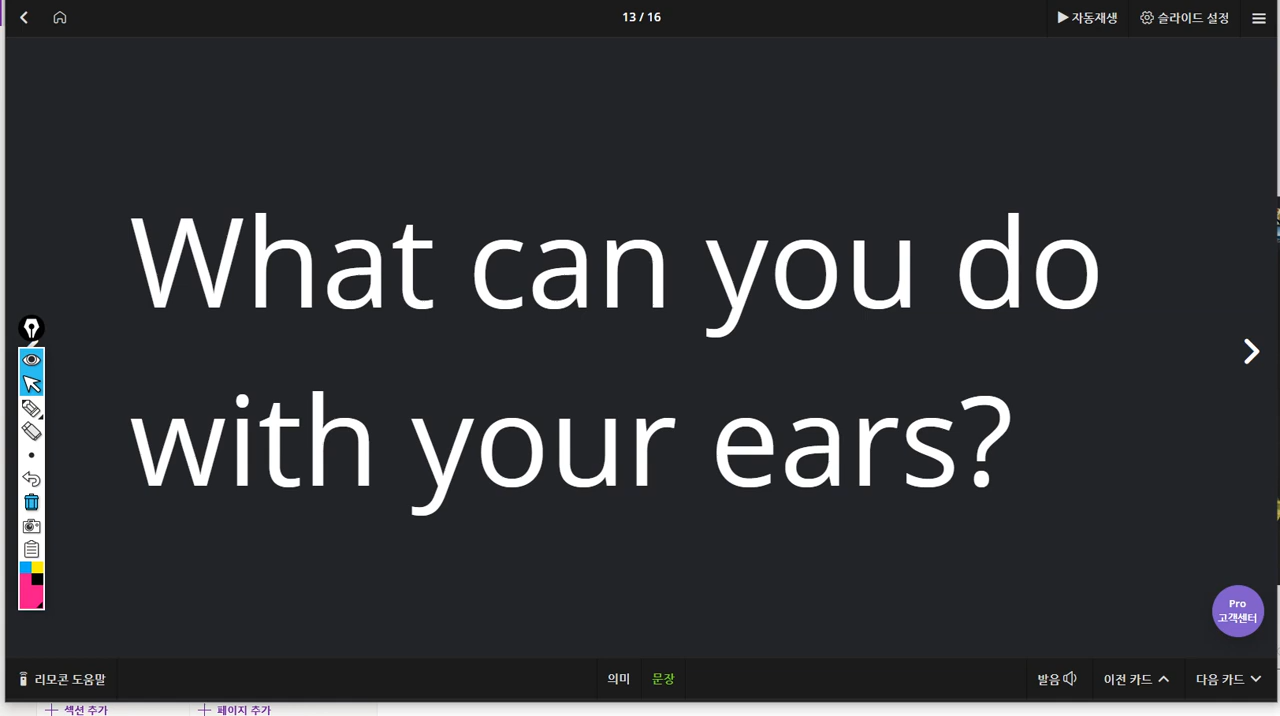 13 / 16
자동재생
슬라이드 설정
What can you do
with your ears?
Pro
고객센터
리모콘 도움말
의미
문장
발음
이전 카드
다음 카드
섹션 추가
페이지 추가